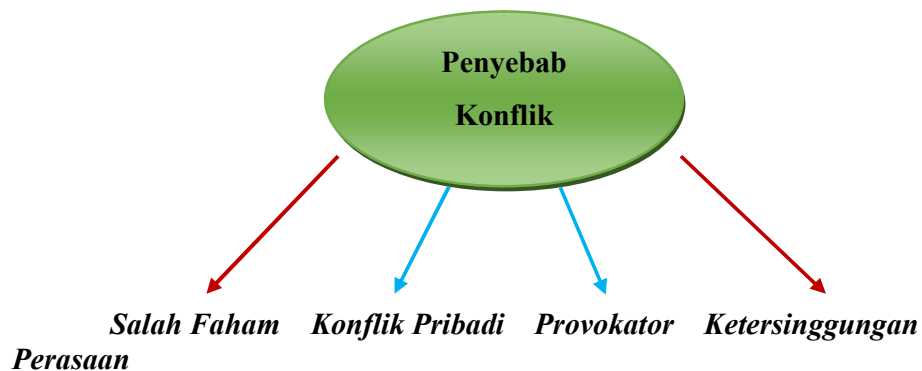 Penyebab
Konflik
Salah Faham Konflik Pribadi Provokator Ketersinggungan
Perasaan